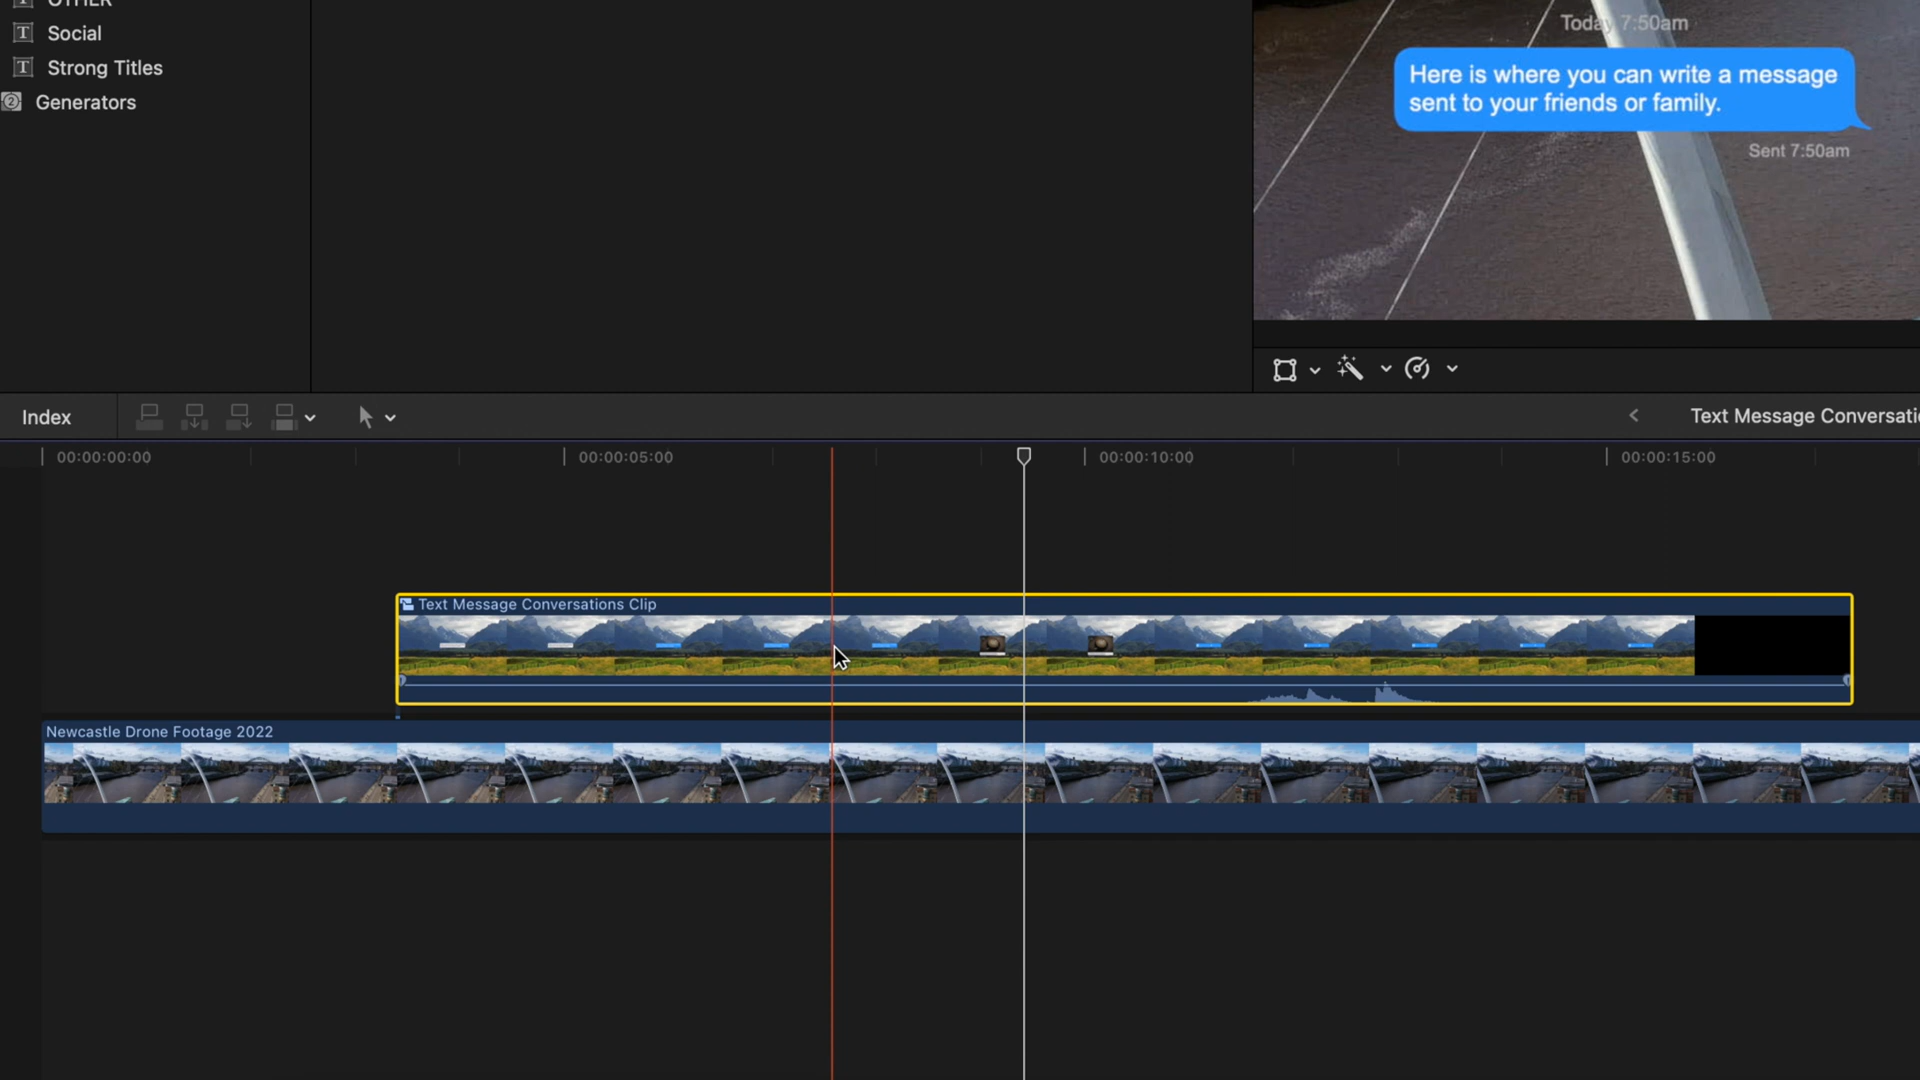 OTHER
Social
Strong Titles
Generators
Today 7:50am
Here is where you can write a message
sent to your friends or family.
Sent 7:50am
Index
Text Message Conversati
00:00:00:00
00:00:05:00
00:00:10:00
00:00:15:00
Text Message Conversations Clip
Newcastle Drone Footage 2022